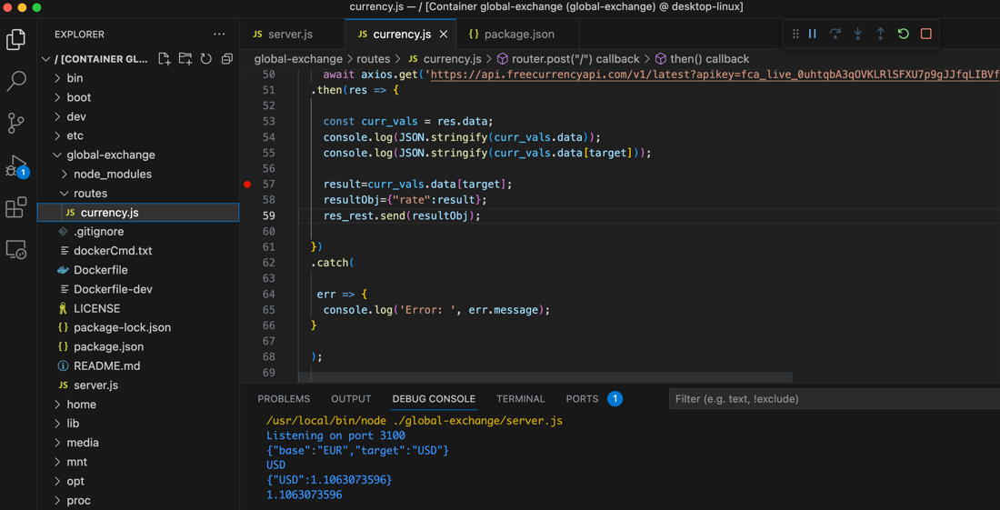 currency.js — / [Container global-exchange (global-exchange) @ desktop-linux]
EXPLORER
/ [CONTAINER GL...
bin
boot
dev
etc
global-exchange
node_modules
routes
JS currency.js
.gitignore
dockerCmd.txt
Dockerfile
Dockerfile-dev
LICENSE
{} package-lock.json
{} package.json
README.md
JS server.js
home
lib
media
mnt
opt
proc
1
JS server.js
JS currency.js
{} package.json
global-exchange > routes > JS currency.js > router.post("/") callback > then() callback
50 await axios.get('https://api.freecurrencyapi.com/v1/latest?apikey=fca_live_0uhtqbA3qOVKLRlSFXU7p9gJJfqLIBVf
51 .then(res => {
52
53 const curr_vals = res.data;
54 console.log(JSON.stringify(curr_vals.data));
55 console.log(JSON.stringify(curr_vals.data[target]));
56
57 result=curr_vals.data[target];
58 resultObj={"rate":result};
59 res_rest.send(resultObj);
60
61 })
62 .catch(
63
64 err => {
65 console.log('Error: ', err.message);
66 }
67
68 );
69
PROBLEMS OUTPUT DEBUG CONSOLE TERMINAL PORTS 1 Filter (e.g. text, !exclude)
/usr/local/bin/node ./global-exchange/server.js
Listening on port 3100
{"base":"EUR","target":"USD"}
USD
{"USD":1.1063073596}
1.1063073596